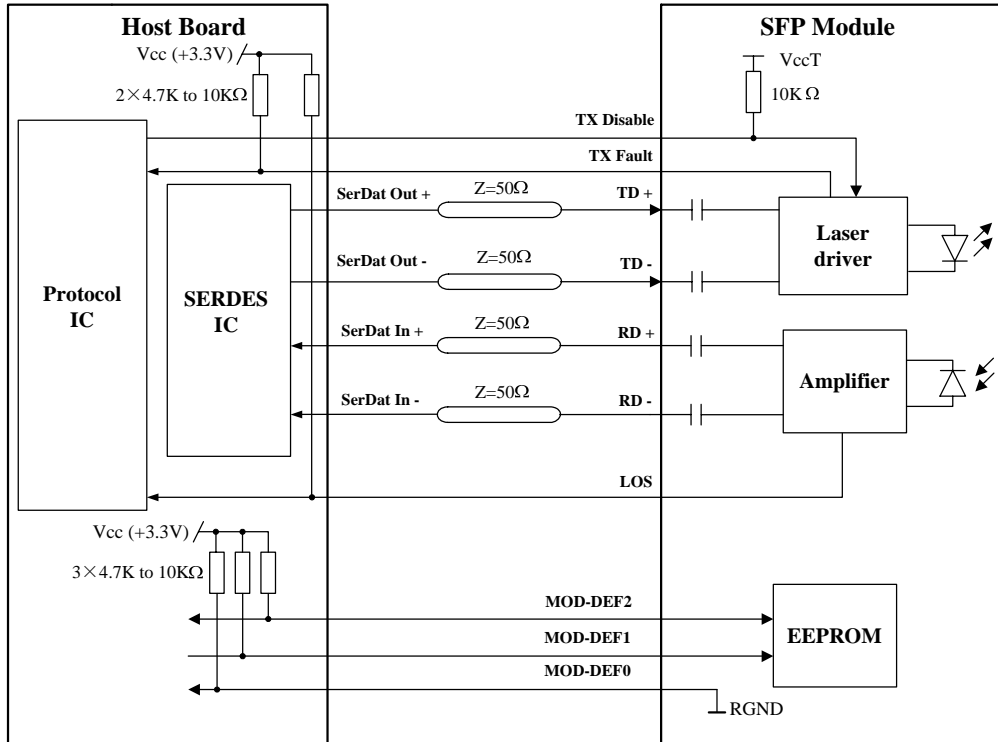 Host Board
SFP Module
Vcc (+3.3V)
VccT
2×4.7K to 10KΩ
10K Ω
TX Disable
TX Fault
SerDat Out +
Z=50Ω
TD +
Laser
driver
SerDat Out -
Z=50Ω
TD -
Protocol
IC
SERDES
IC
SerDat In +
Z=50Ω
RD +
Amplifier
SerDat In -
Z=50Ω
RD -
LOS
Vcc (+3.3V)
3×4.7K to 10KΩ
MOD-DEF2
EEPROM
MOD-DEF1
MOD-DEF0
RGND